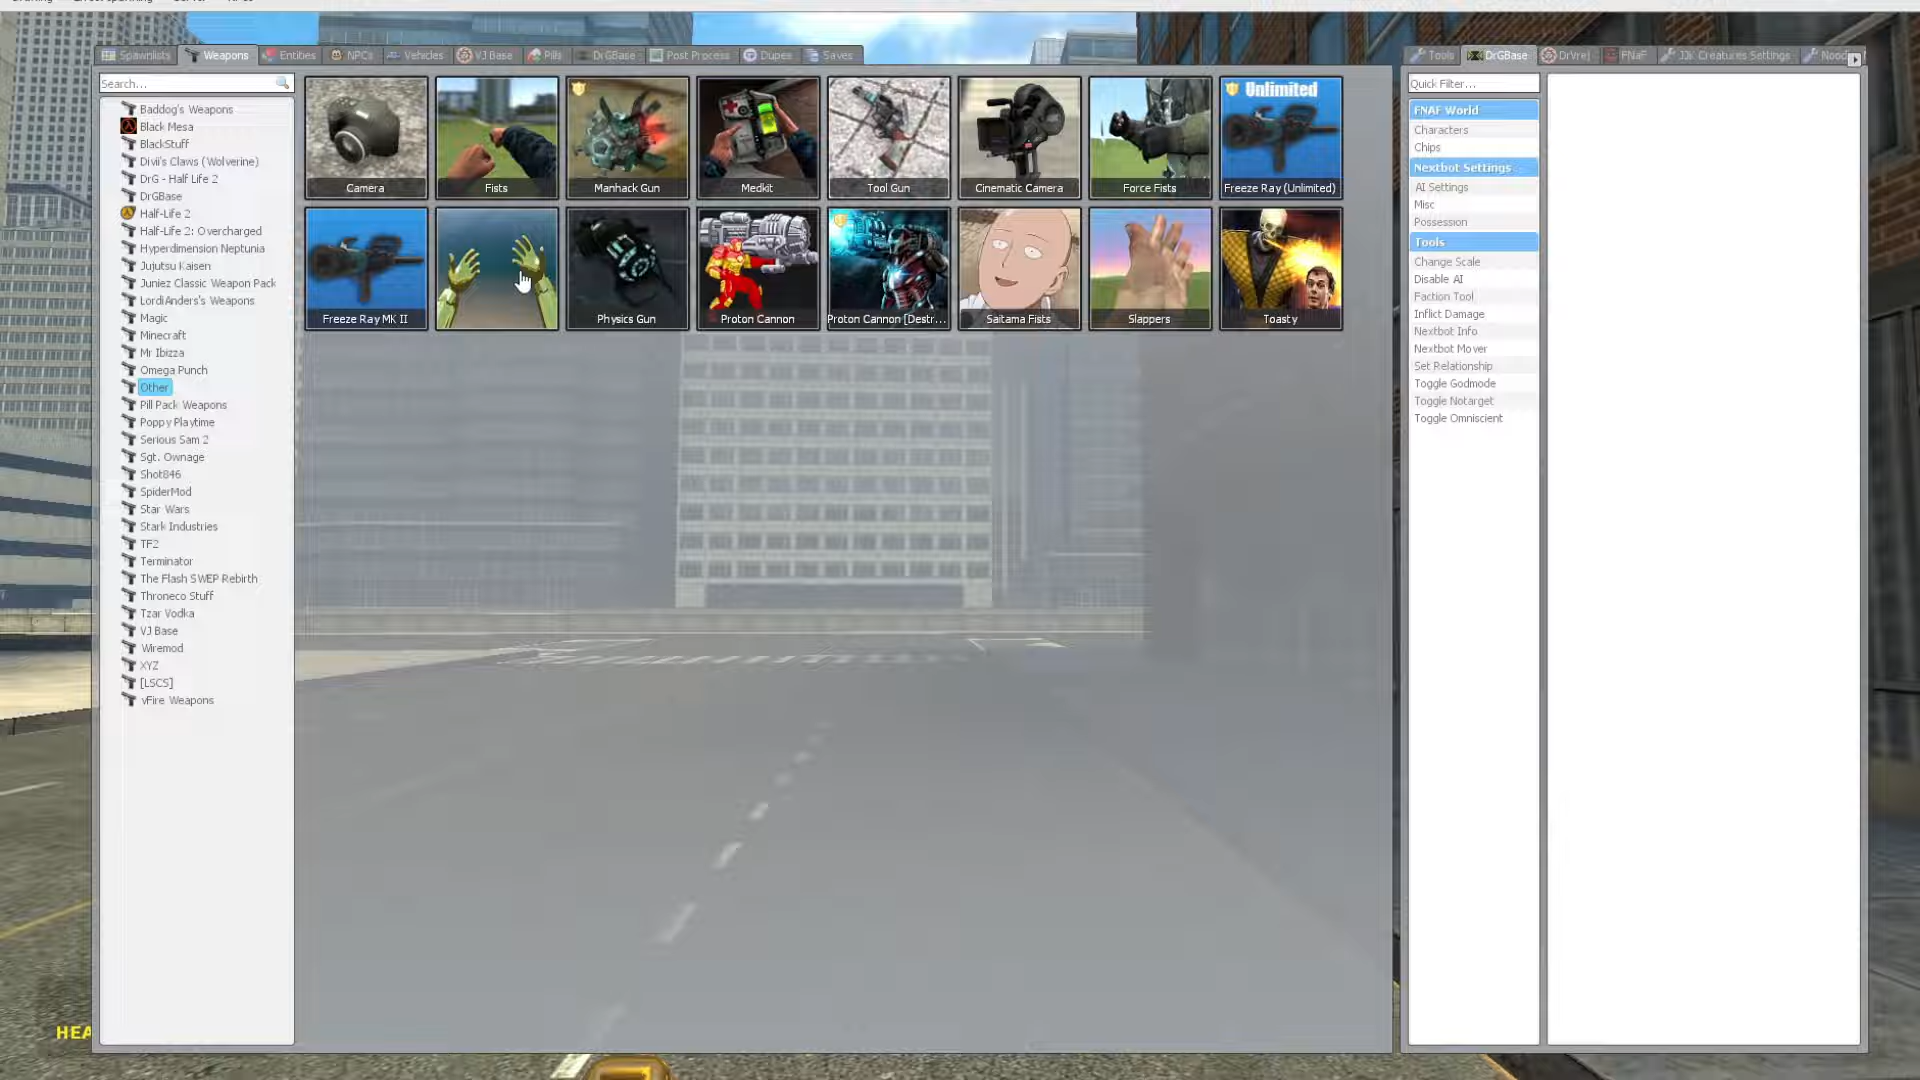 Spawnlists
Weapons
Entities
NPCs
Vehicles
VJ Base
Pills
DrGBase
Post Process
Dupes
Saves
Search...
Baddog's Weapons
Black Mesa
BlackStuff
Divii's Claws (Wolverine)
DrG - Half Life 2
DrGBase
Half-Life 2
Half-Life 2: Overcharged
Hyperdimension Neptunia
Jujutsu Kaisen
Juniez Classic Weapon Pack
LordiAnders's Weapons
Magic
Minecraft
Mr Ibizza
Omega Punch
Other
Pill Pack Weapons
Poppy Playtime
Serious Sam 2
Sgt. Ownage
Shot846
SpiderMod
Star Wars
Stark Industries
TF2
Terminator
The Flash SWEP Rebirth
Throneco Stuff
Tzar Vodka
VJ Base
Wiremod
XYZ
[LSCS]
vFire Weapons
Camera
Fists
Manhack Gun
Medkit
Tool Gun
Cinematic Camera
Force Fists
Unlimited
Freeze Ray (Unlimited)
Freeze Ray MK II
Physics Gun
Proton Cannon
Proton Cannon [Destr...
Saitama Fists
Slappers
Toasty
Tools
DrGBase
DrVrej
FNaF
JJk Creatures Settings
Quick Filter...
FNAF World
Characters
Chips
Nextbot Settings
AI Settings
Misc
Possession
Tools
Change Scale
Disable AI
Faction Tool
Inflict Damage
Nextbot Info
Nextbot Mover
Set Relationship
Toggle Godmode
Toggle Notarget
Toggle Omniscient
HEA